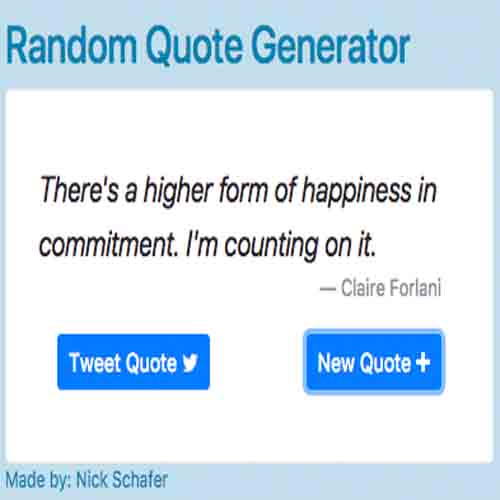 Random Quote Generator
There's a higher form of happiness in
commitment. I'm counting on it.
— Claire Forlani
Tweet Quote
New Quote +
Made by: Nick Schafer